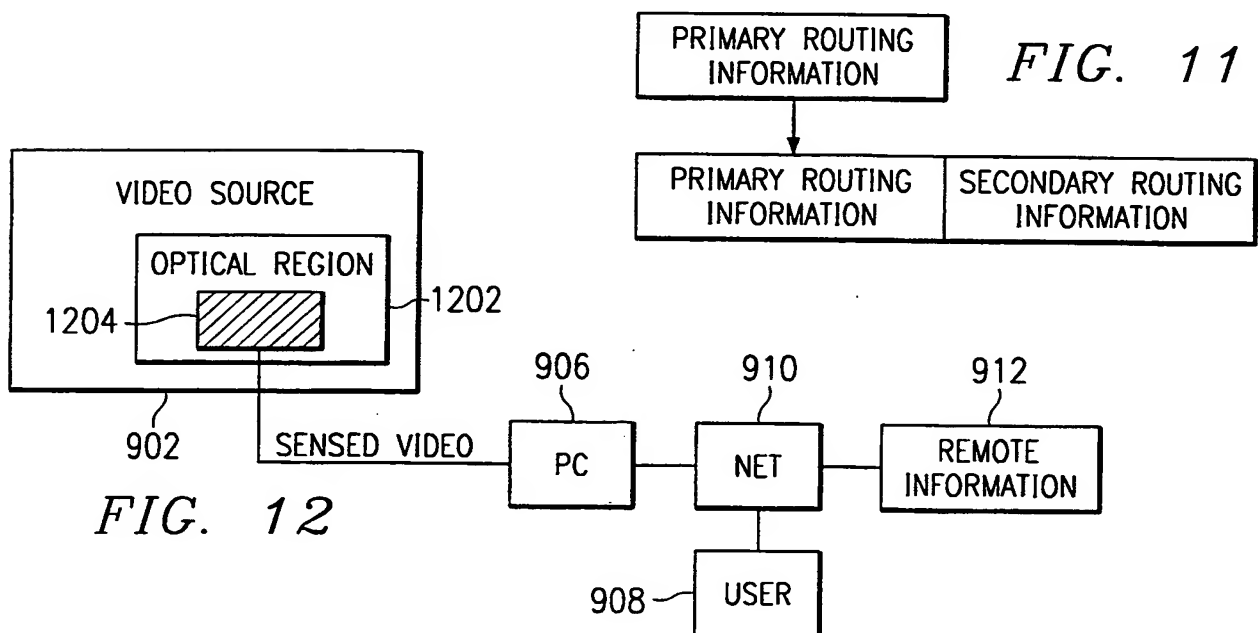 PRIMARY ROUTING
INFORMATION
FIG. 11
PRIMARY ROUTING
INFORMATION
SECONDARY ROUTING
INFORMATION
VIDEO SOURCE
OPTICAL REGION
1204
1202
902
SENSED VIDEO
906
PC
910
NET
912
REMOTE
INFORMATION
908
USER
FIG. 12